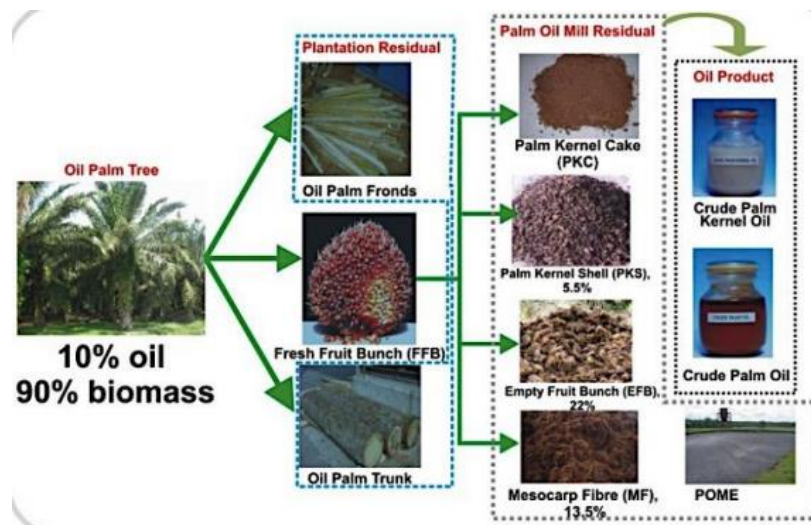 Oil Palm Tree
10% oil
90% biomass
Plantation Residual
Oil Palm Fronds
Fresh Fruit Bunch (FFB)
Oil Palm Trunk
Palm Oil Mill Residual
Palm Kernel Cake
(PKC)
Palm Kernel Shell (PKS),
5.5%
Empty Fruit Bunch (EFB),
22%
Mesocarp Fibre (MF),
13.5%
POME
Oil Product
Crude Palm
Kernel Oil
Crude Palm Oil